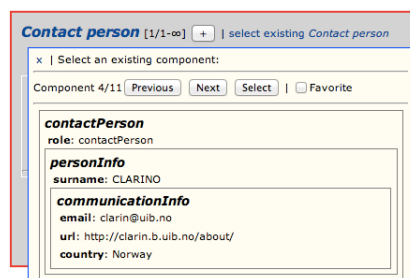 Contact person [1/1-∞] + | select existing Contact person
x | Select an existing component:
Component 4/11 Previous Next Select | Favorite
contactPerson
role: contactPerson
personInfo
surname: CLARINO
communicationInfo
email: clarin@uib.no
url: http://clarin.b.uib.no/about/
country: Norway